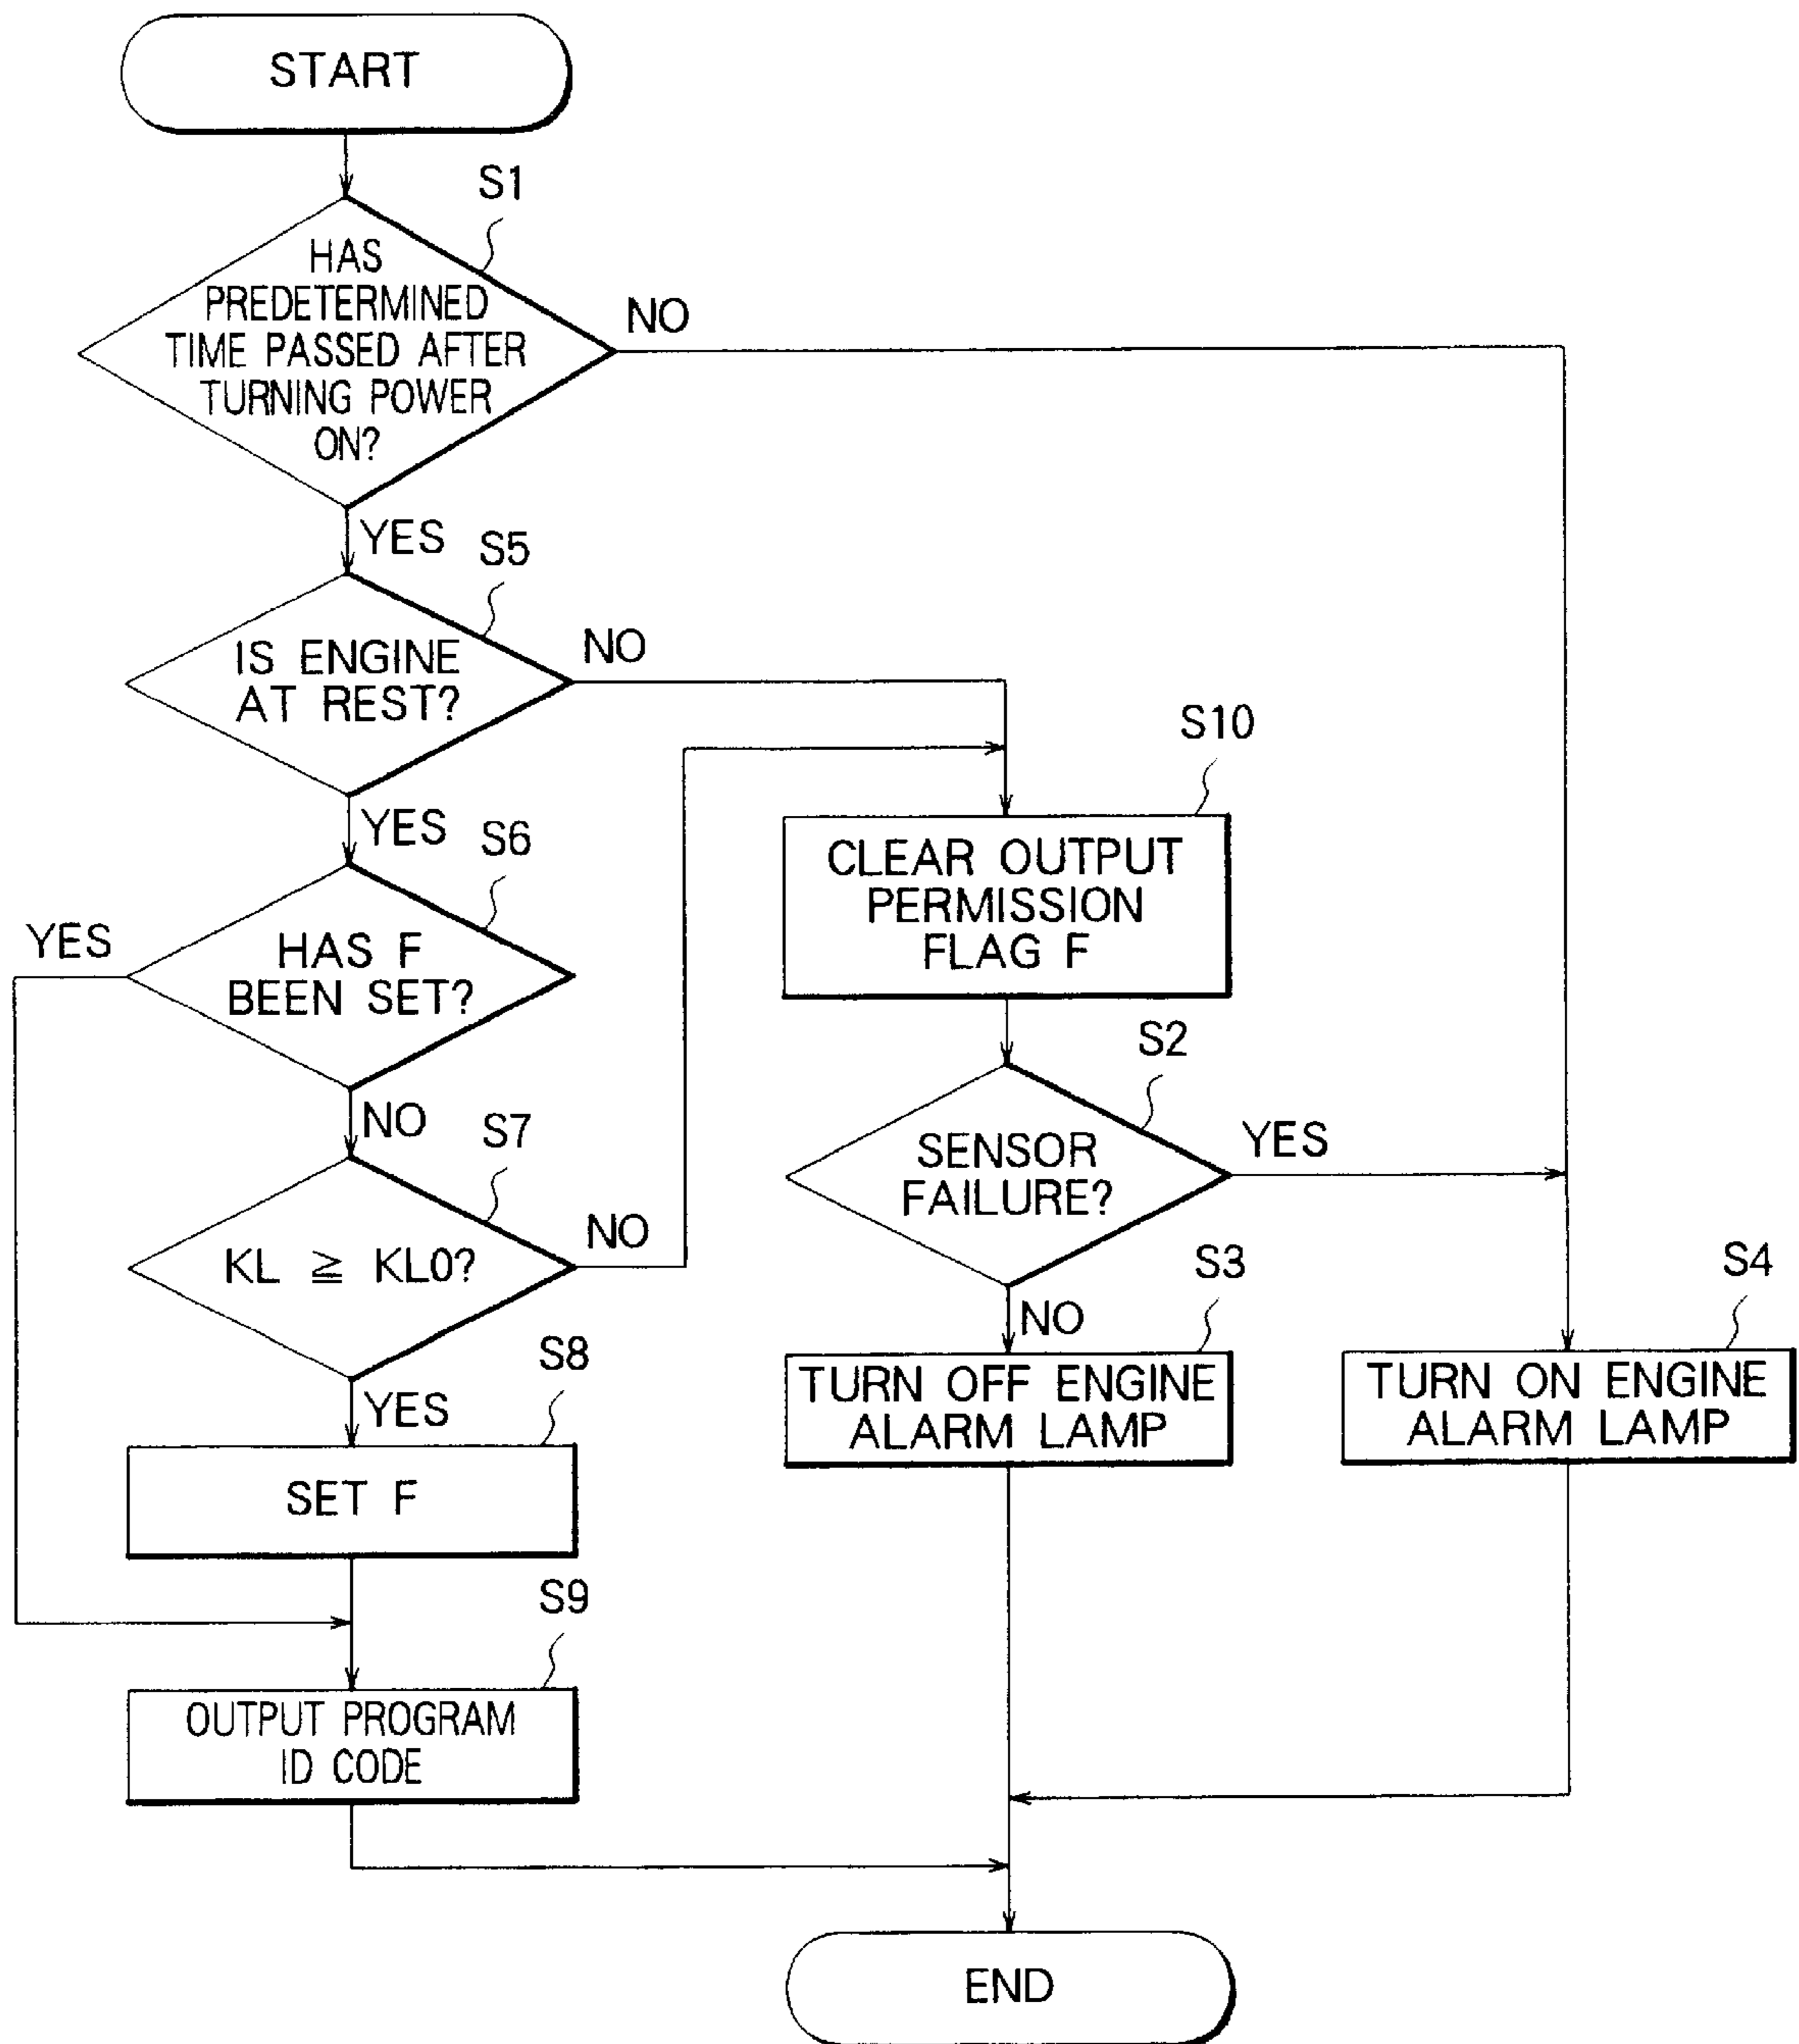 START
S1
HAS
PREDETERMINED
TIME PASSED AFTER
TURNING POWER
ON?
NO
YES
S5
IS ENGINE
AT REST?
NO
YES
S6
HAS F
BEEN SET?
YES
NO
S7
KL ≧ KL0?
NO
YES
S8
SET F
S9
OUTPUT PROGRAM
ID CODE
S10
CLEAR OUTPUT
PERMISSION
FLAG F
S2
SENSOR
FAILURE?
YES
NO
S3
TURN OFF ENGINE
ALARM LAMP
S4
TURN ON ENGINE
ALARM LAMP
END